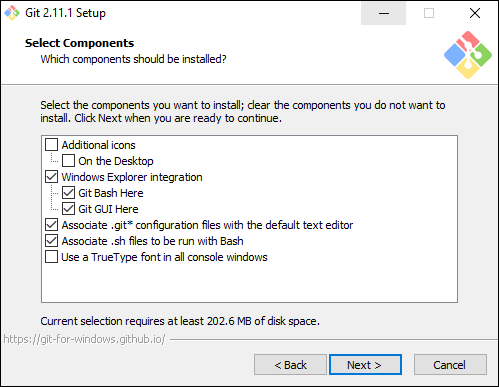 Git 2.11.1 Setup
Select Components
Which components should be installed?
Select the components you want to install; clear the components you do not want to
install. Click Next when you are ready to continue.
Additional icons
On the Desktop
Windows Explorer integration
Git Bash Here
Git GUI Here
Associate .git* configuration files with the default text editor
Associate .sh files to be run with Bash
Use a TrueType font in all console windows
Current selection requires at least 202.6 MB of disk space.
https://git-for-windows.github.io/
< Back
Next >
Cancel